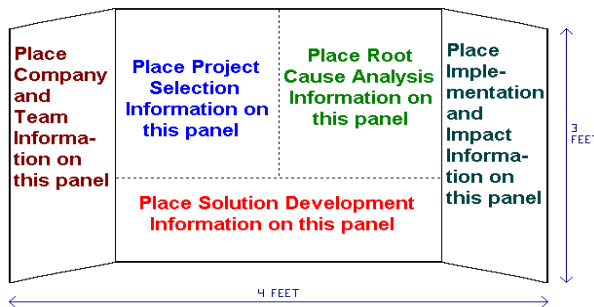 Place
Company
and
Team
Informa-
tion on
this panel
Place Project
Selection
Information on
this panel
Place Root
Cause Analysis
Information on
this panel
Place
Imple-
mentation
and
Impact
Informa-
tion on
this panel
Place Solution Development
Information on this panel
3
FEET
4 FEET